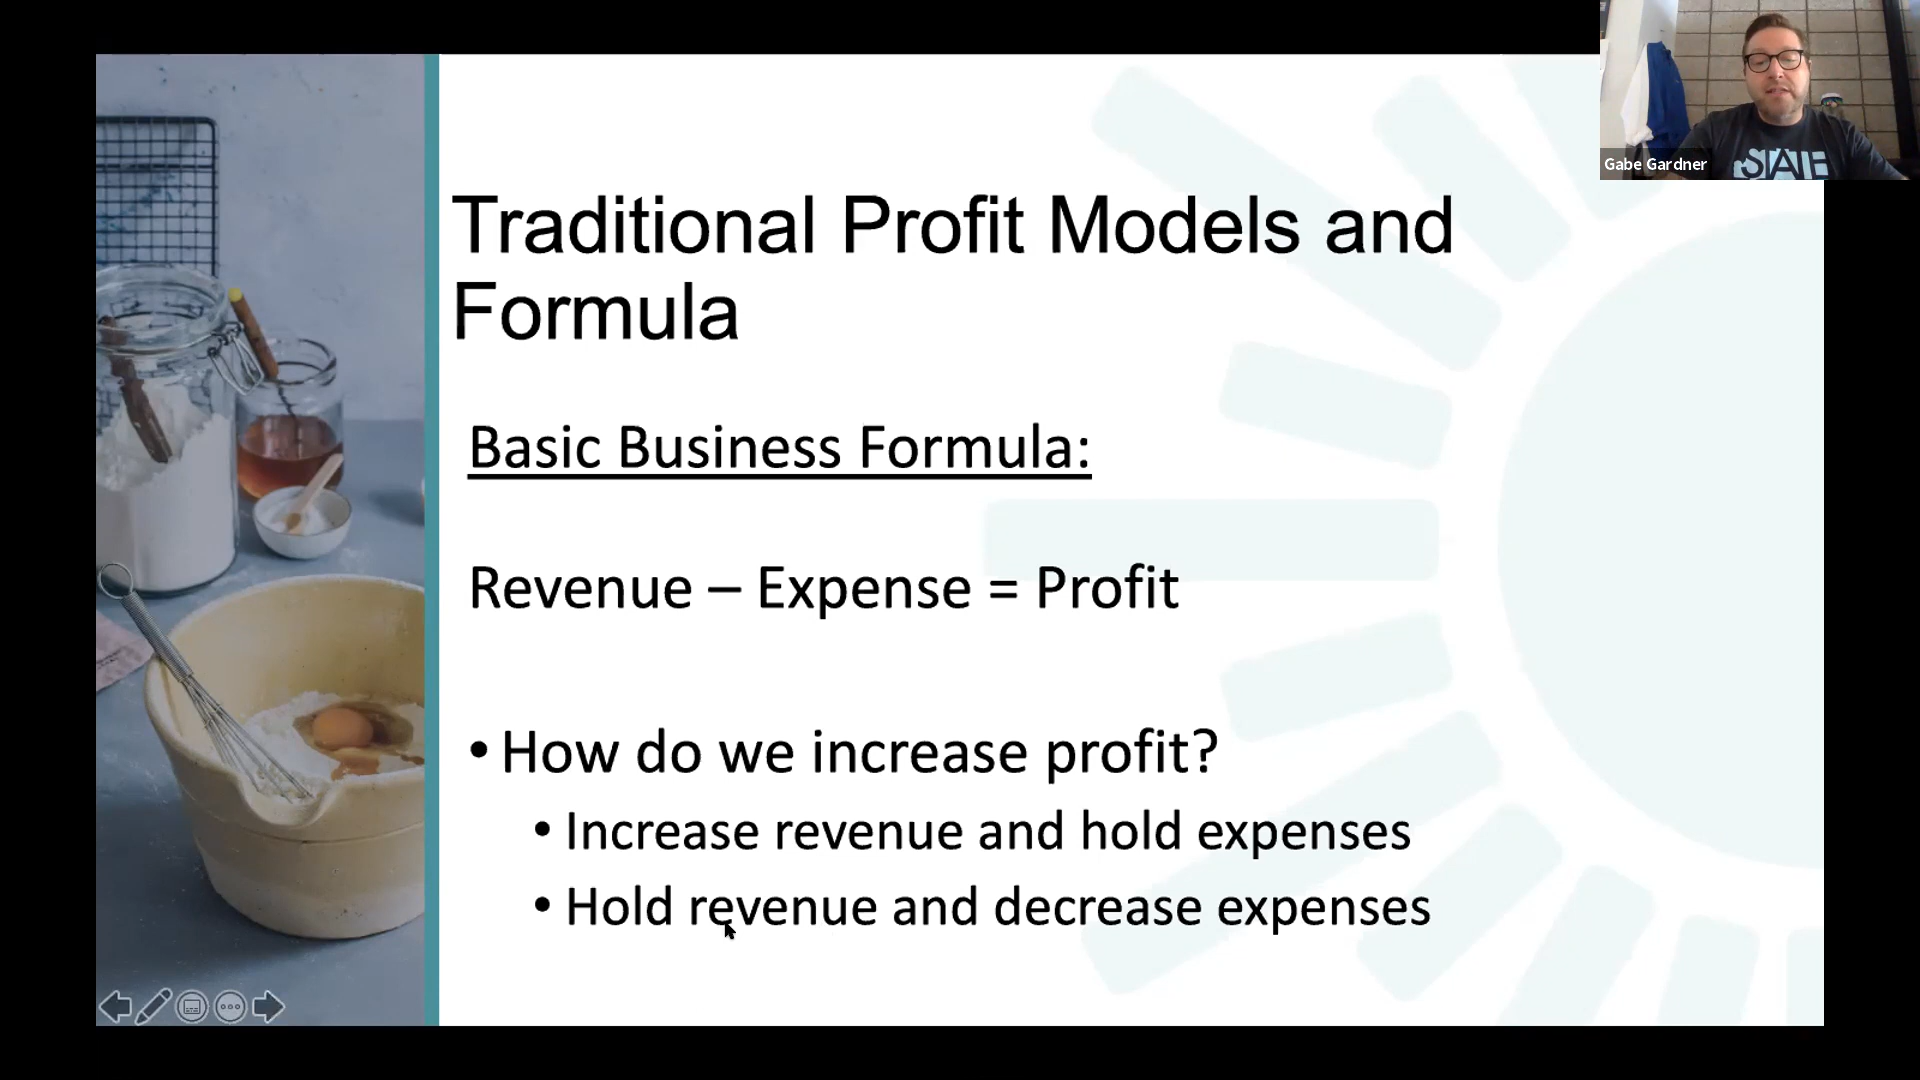 Gabe Gardner
STATE
Traditional Profit Models and
Formula
Basic Business Formula:
Revenue – Expense = Profit
• How do we increase profit?
• Increase revenue and hold expenses
• Hold revenue and decrease expenses